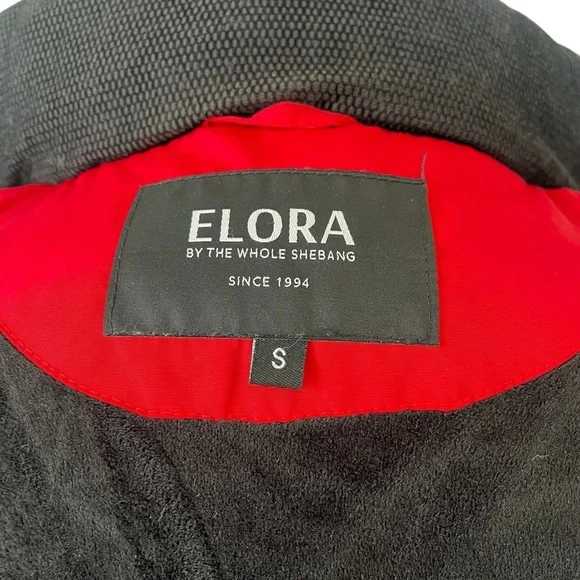 ELORA
BY THE WHOLE SHEBANG
SINCE 1994
S